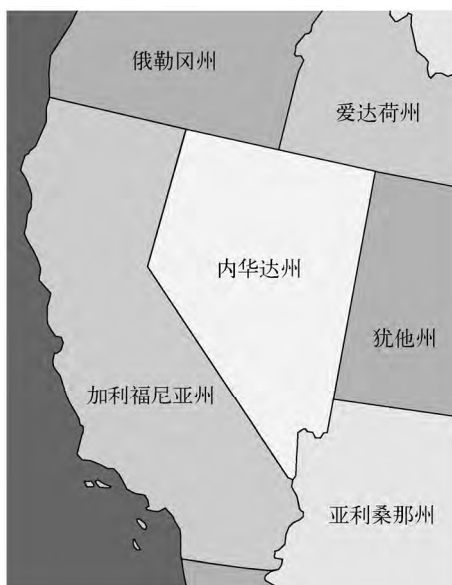 俄勒冈州
爱达荷州
内华达州
犹他州
加利福尼亚州
亚利桑那州